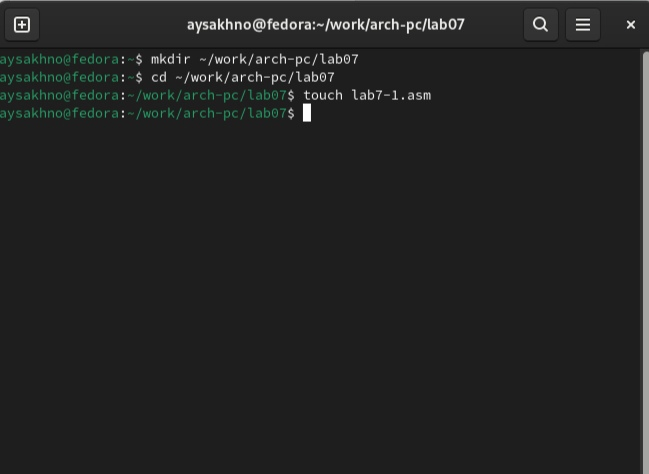 aysakhno@fedora:~/work/arch-pc/lab07
aysakhno@fedora:~$ mkdir ~/work/arch-pc/lab07
aysakhno@fedora:~$ cd ~/work/arch-pc/lab07
aysakhno@fedora:~/work/arch-pc/lab07$ touch lab7-1.asm
aysakhno@fedora:~/work/arch-pc/lab07$